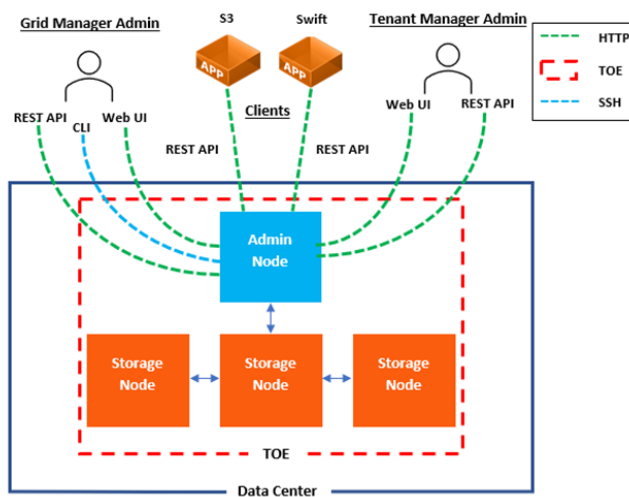 Grid Manager Admin
S3
Swift
Tenant Manager Admin
HTTP
TOE
SSH
APP
APP
Clients
REST API
CLI
Web UI
REST API
REST API
Web UI
REST API
Admin
Node
Storage
Node
Storage
Node
Storage
Node
TOE
Data Center